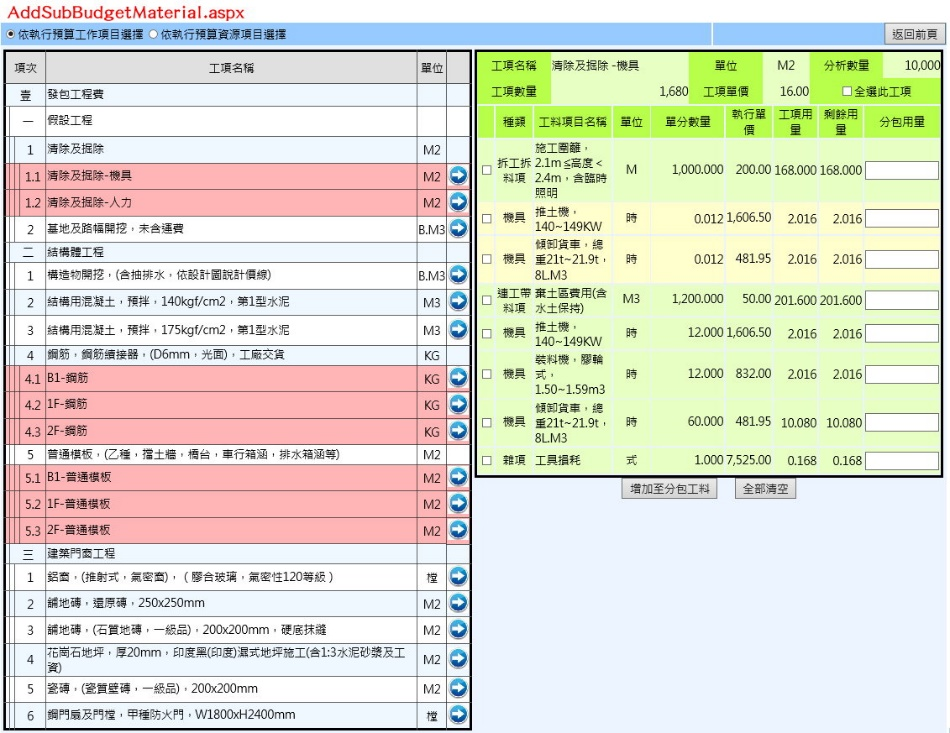 AddSubBudgetMaterial.aspx
依執行預算工作項目選擇 依執行預算資源項目選擇 返回前頁
項次 工項名稱 單位
壹 發包工程費
一 假設工程
1 清除及掘除 M2
1.1 清除及掘除-機具 M2
1.2 清除及掘除-人力 M2
2 基地及路幅開挖，未含運費 B.M3
二 結構體工程
1 構造物開挖，(含抽排水，依設計圖說計價線) B.M3
2 結構用混凝土，預拌，140kgf/cm2，第1型水泥 M3
3 結構用混凝土，預拌，175kgf/cm2，第1型水泥 M3
4 鋼筋，鋼筋續接器，(D6mm，光面)，工廠交貨 KG
4.1 B1-鋼筋 KG
4.2 1F-鋼筋 KG
4.3 2F-鋼筋 KG
5 普通模板，(乙種，擋土牆，橋台，車行箱涵，排水箱涵等) M2
5.1 B1-普通模板 M2
5.2 1F-普通模板 M2
5.3 2F-普通模板 M2
三 建築門窗工程
1 鋁窗，(推射式，氣密窗)，（膠合玻璃，氣密性120等級） 樘
2 舖地磚，還原磚，250x250mm M2
3 舖地磚，(石質地磚，一級品)，200x200mm，硬底抹縫 M2
4 花崗石地坪，厚20mm，印度黑(印度)濕式地坪施工(含1:3水泥砂漿及工
資) M2
5 瓷磚，(瓷質壁磚，一級品)，200x200mm M2
6 鋼門扇及門樘，甲種防火門，W1800xH2400mm 樘
工項名稱 清除及掘除 -機具 單位 M2 分析數量 10,000
工項數量 1,680 工項單價 16.00 全選此工項
種類 工料項目名稱 單位 單分數量 執行單
價 工項用
量 剩餘用
量 分包用量
拆工拆
料項 施工圍籬，
2.1m≦高度<
2.4m，含臨時
照明 M 1,000.000 200.00 168.000 168.000
機具 推土機，
140~149KW 時 0.012 1,606.50 2.016 2.016
機具 傾卸貨車，總
重21t~21.9t，
8L.M3 時 0.012 481.95 2.016 2.016
連工帶
料項 棄土區費用(含
水土保持) M3 1,200.000 50.00 201.600 201.600
機具 推土機，
140~149KW 時 12.000 1,606.50 2.016 2.016
機具 裝料機，膠輪
式，
1.50~1.59m3 時 12.000 832.00 2.016 2.016
機具 傾卸貨車，總
重21t~21.9t，
8L.M3 時 60.000 481.95 10.080 10.080
雜項 工具損耗 式 1.000 7,525.00 0.168 0.168
增加至分包工料 全部清空